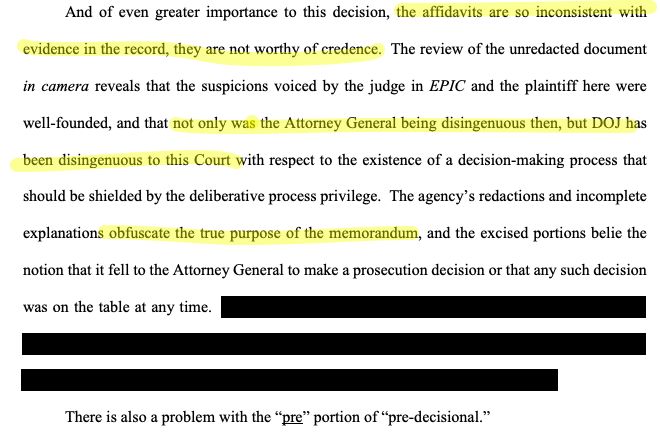 And of even greater importance to this decision, the affidavits are so inconsistent with
evidence in the record, they are not worthy of credence. The review of the unredacted document
in camera reveals that the suspicions voiced by the judge in EPIC and the plaintiff here were
well-founded, and that not only was the Attorney General being disingenuous then, but DOJ has
been disingenuous to this Court with respect to the existence of a decision-making process that
should be shielded by the deliberative process privilege. The agency’s redactions and incomplete
explanations obfuscate the true purpose of the memorandum, and the excised portions belie the
notion that it fell to the Attorney General to make a prosecution decision or that any such decision
was on the table at any time.
There is also a problem with the “pre” portion of “pre-decisional.”